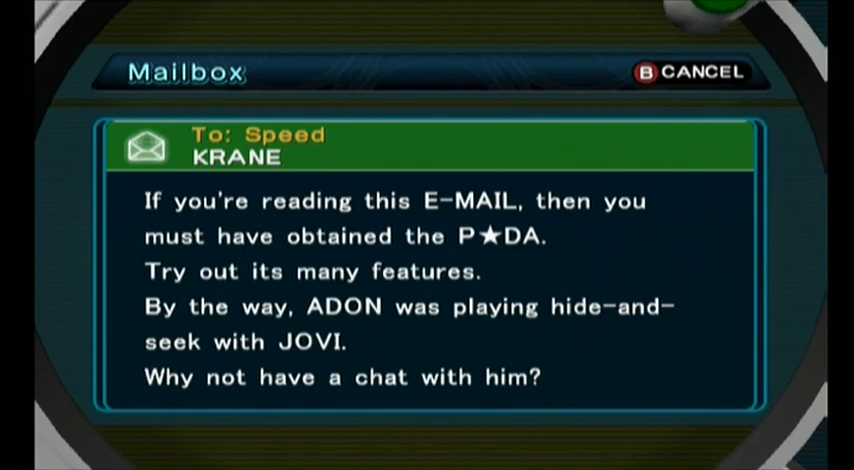 Mailbox
B CANCEL
To: Speed
KRANE
If you're reading this E-MAIL, then you
must have obtained the P★DA.
Try out its many features.
By the way, ADON was playing hide-and-
seek with JOVI.
Why not have a chat with him?